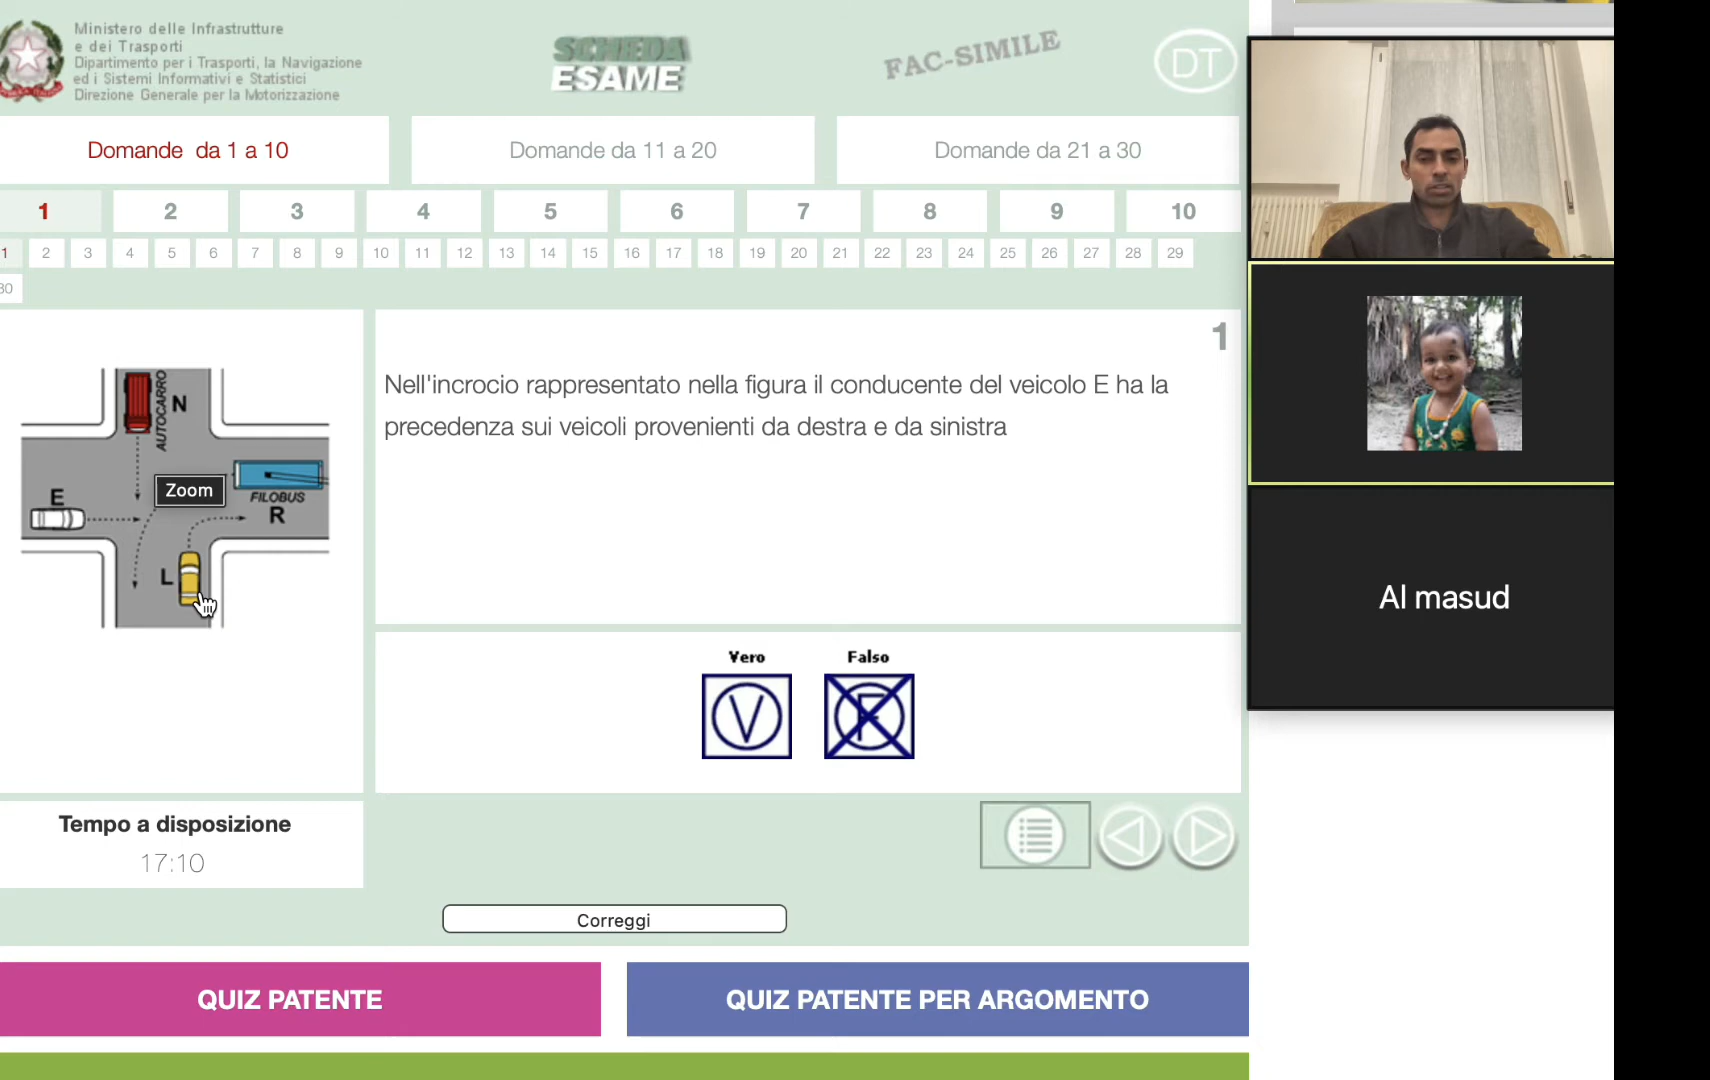 Ministero delle Infrastrutture
e dei Trasporti
Dipartimento per i Trasporti, la Navigazione
ed i Sistemi Informativi e Statistici
Direzione Generale per la Motorizzazione
SCHEDA
ESAME
FAC-SIMILE
DT
Domande da 1 a 10
Domande da 11 a 20
Domande da 21 a 30
1 2 3 4 5 6 7 8 9 10
1 2 3 4 5 6 7 8 9 10 11 12 13 14 15 16 17 18 19 20 21 22 23 24 25 26 27 28 29
30
AUTOCARRO
N
Zoom
E
FILOBUS
R
L
1
Nell'incrocio rappresentato nella figura il conducente del veicolo E ha la
precedenza sui veicoli provenienti da destra e da sinistra
Vero
Falso
V
F
Tempo a disposizione
17:10
Correggi
QUIZ PATENTE
QUIZ PATENTE PER ARGOMENTO
Al masud